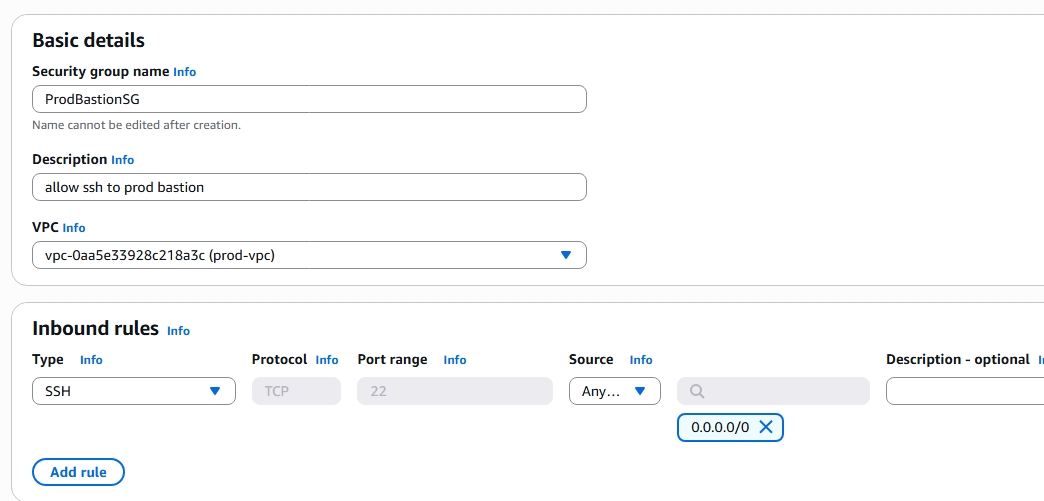 Basic details
Security group name Info
ProdBastionSG
Name cannot be edited after creation.
Description Info
allow ssh to prod bastion
VPC Info
vpc-0aa5e33928c218a3c (prod-vpc)
Inbound rules Info
Type Info Protocol Info Port range Info Source Info Description - optional
SSH TCP 22 Any...
0.0.0.0/0
Add rule